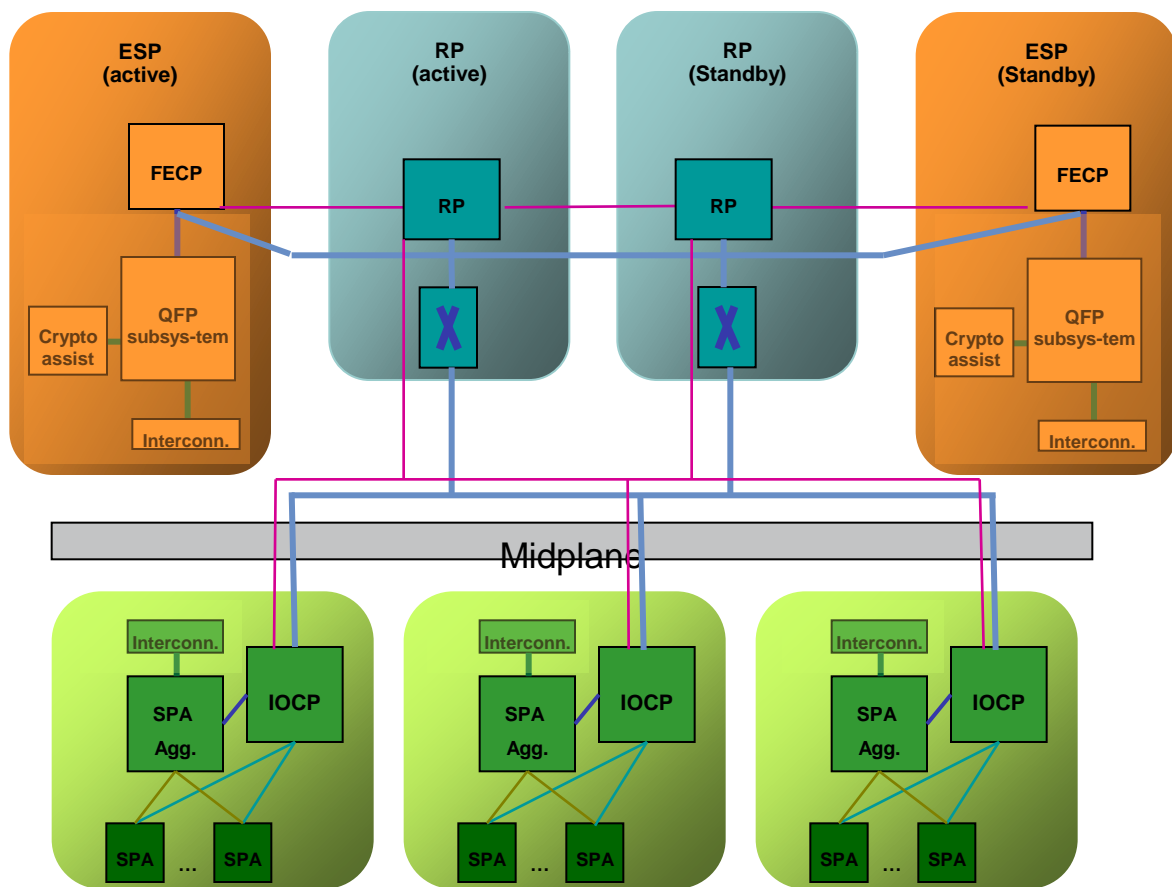 ESP
(active)
RP
(active)
RP
(Standby)
ESP
(Standby)
FECP
RP
RP
FECP
QFP
subsys-tem
Crypto
assist
Interconn.
QFP
subsys-tem
Crypto
assist
Interconn.
Midplane
Interconn.
SPA
Agg.
IOCP
SPA
...
SPA
Interconn.
SPA
Agg.
IOCP
SPA
...
SPA
Interconn.
SPA
Agg.
IOCP
SPA
...
SPA